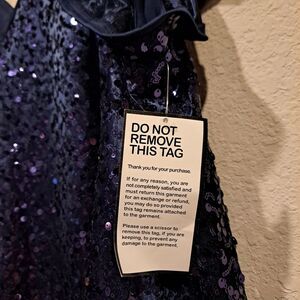 DO NOT
REMOVE
THIS TAG
Thank you for your purchase.
If for any reason, you are
not completely satisfied and
must return this garment
for an exchange or refund,
you may do so provided
this tag remains attached
to the garment.
Please use a scissor to
remove this tag, if you are
keeping, to prevent any
damage to the garment.